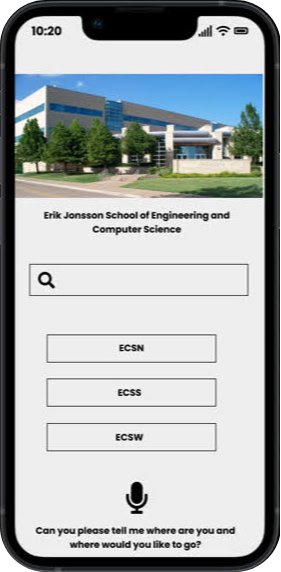 10:20
Erik Jonsson School of Engineering and
Computer Science
ECSN
ECSS
ECSW
Can you please tell me where are you and
where would you like to go?